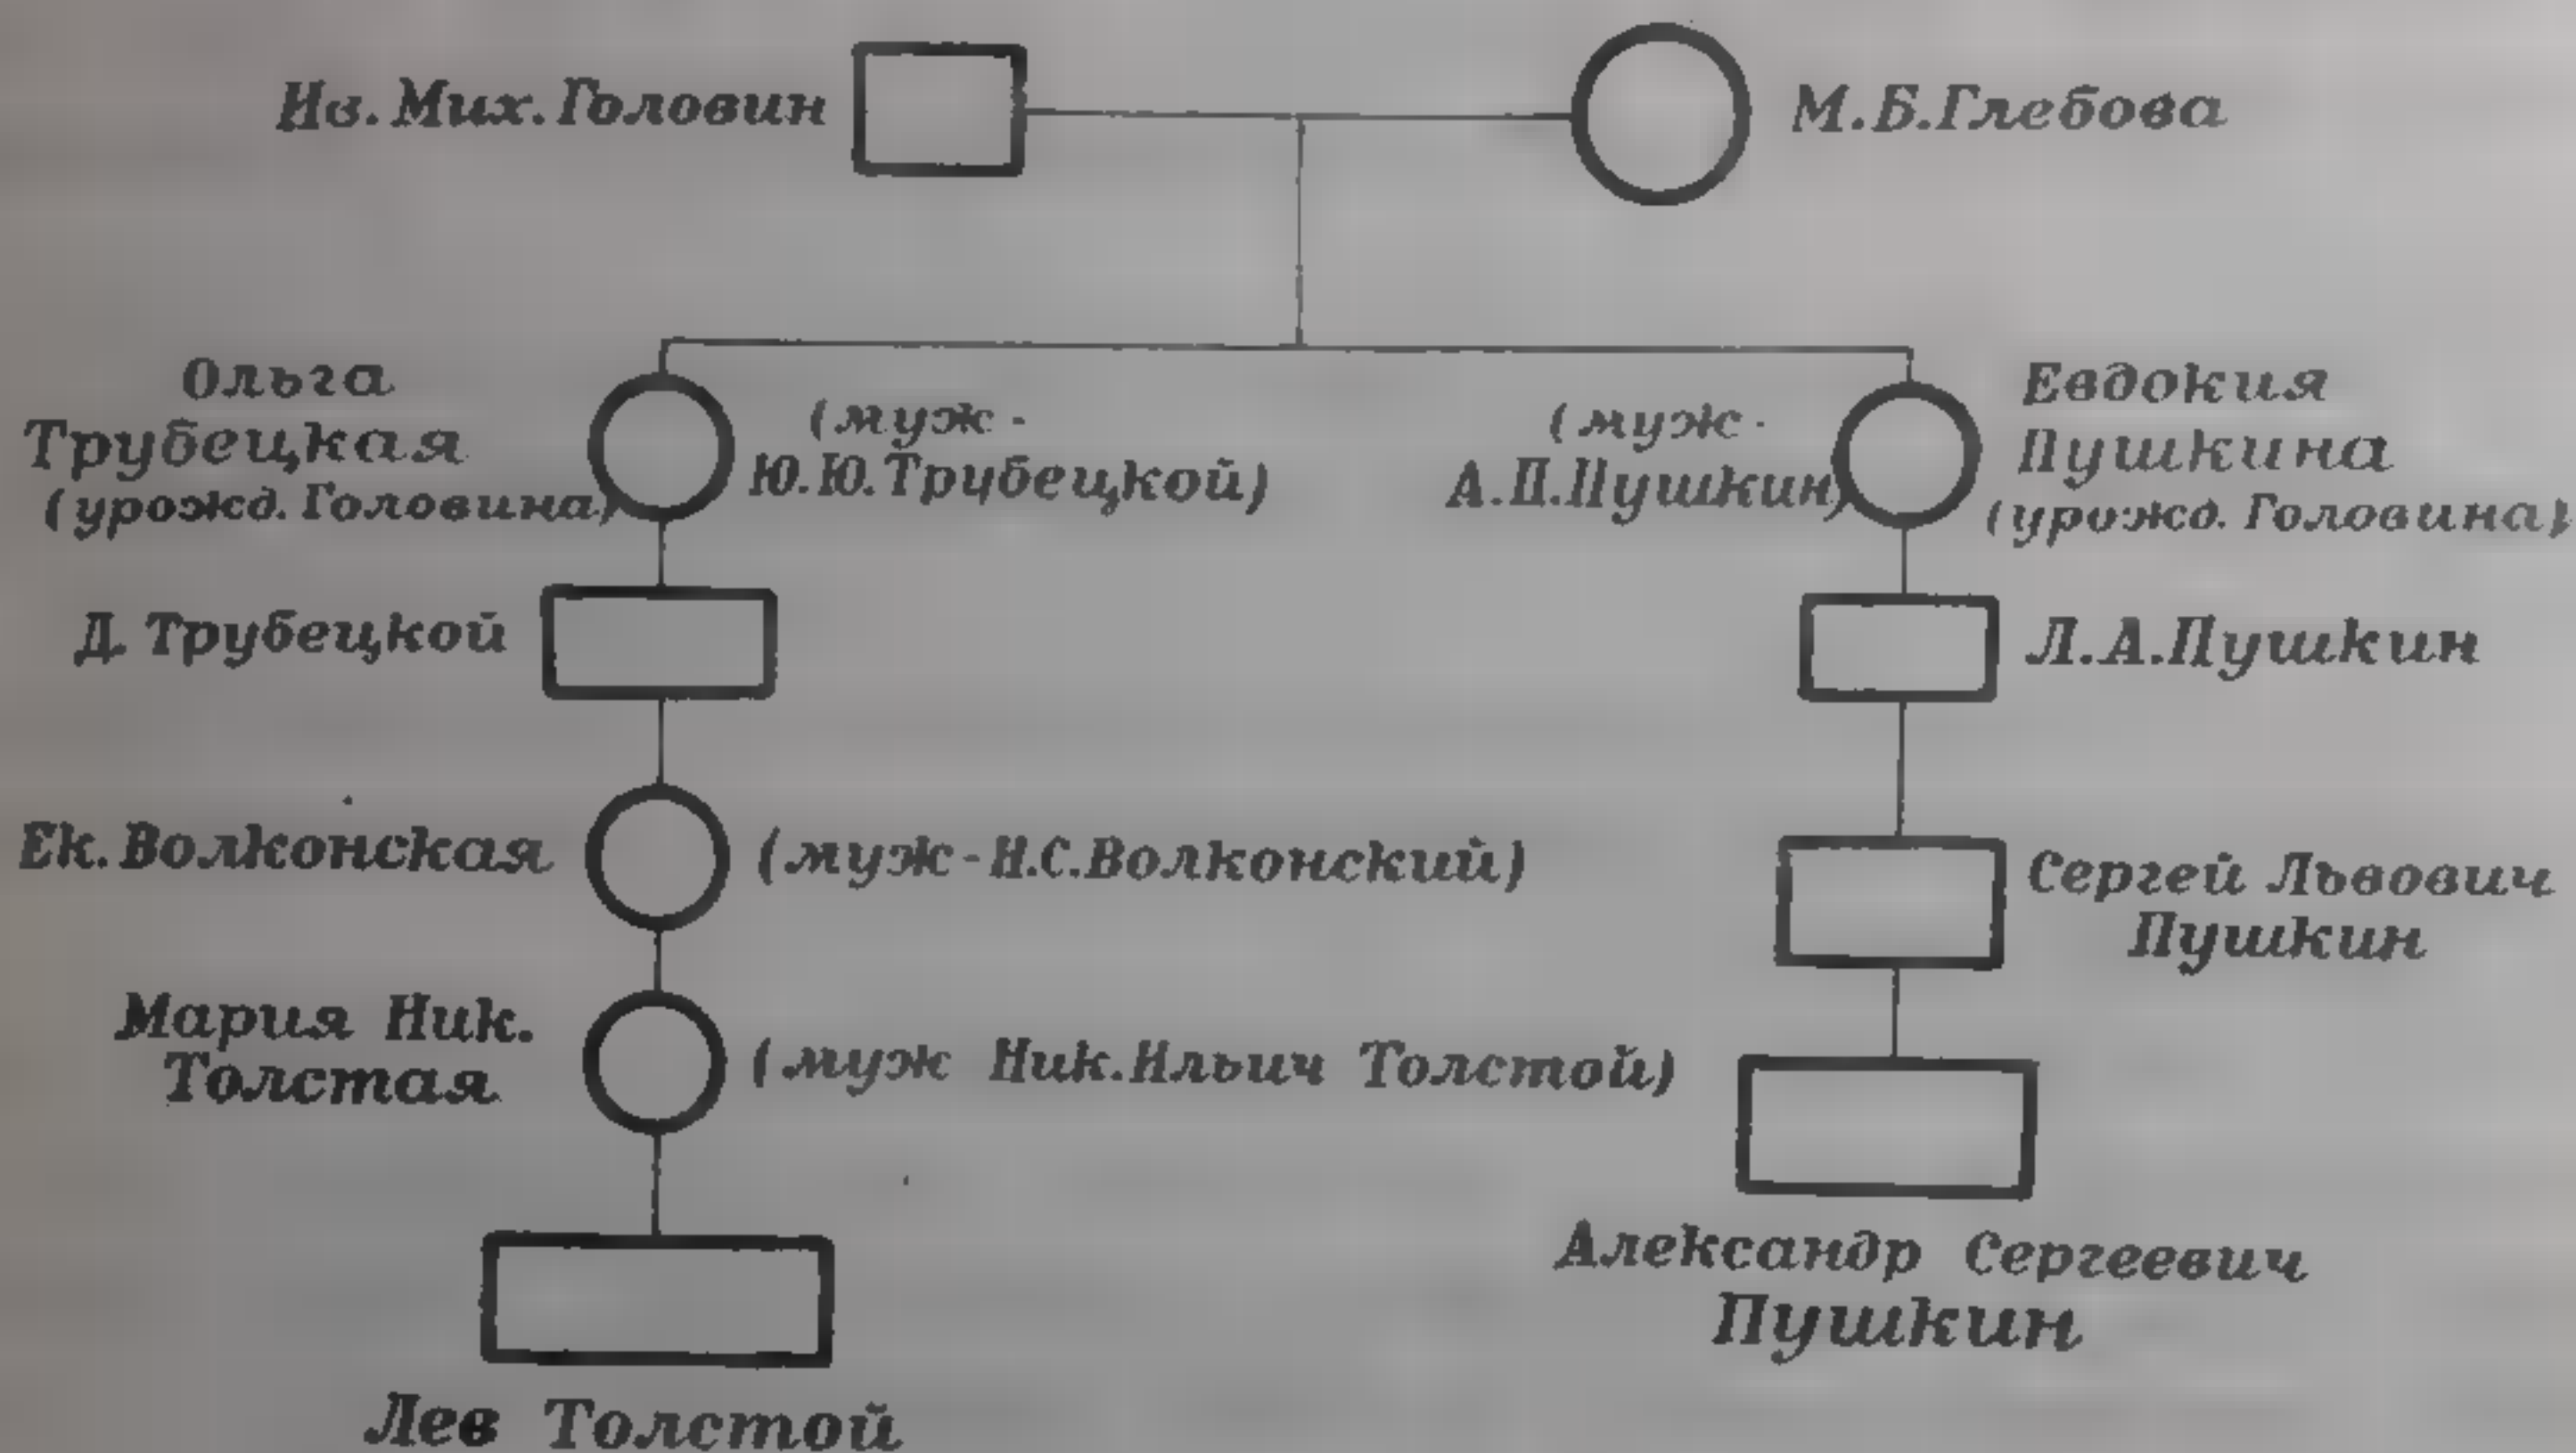 Ив. Мих. Головин
М.Б.Глебова
Ольга
Трубецкая
(урожд. Головина)
(муж -
Ю.Ю.Трубецкой)
(муж -
А.П.Пушкин)
Евдокия
Пушкина
(урожд. Головина)
Д. Трубецкой
Л.А.Пушкин
Ек. Волконская
(муж - Н.С.Волконский)
Сергей Львович
Пушкин
Мария Ник.
Толстая
(муж Ник. Ильич Толстой)
Александр Сергеевич
Пушкин
Лев Толстой